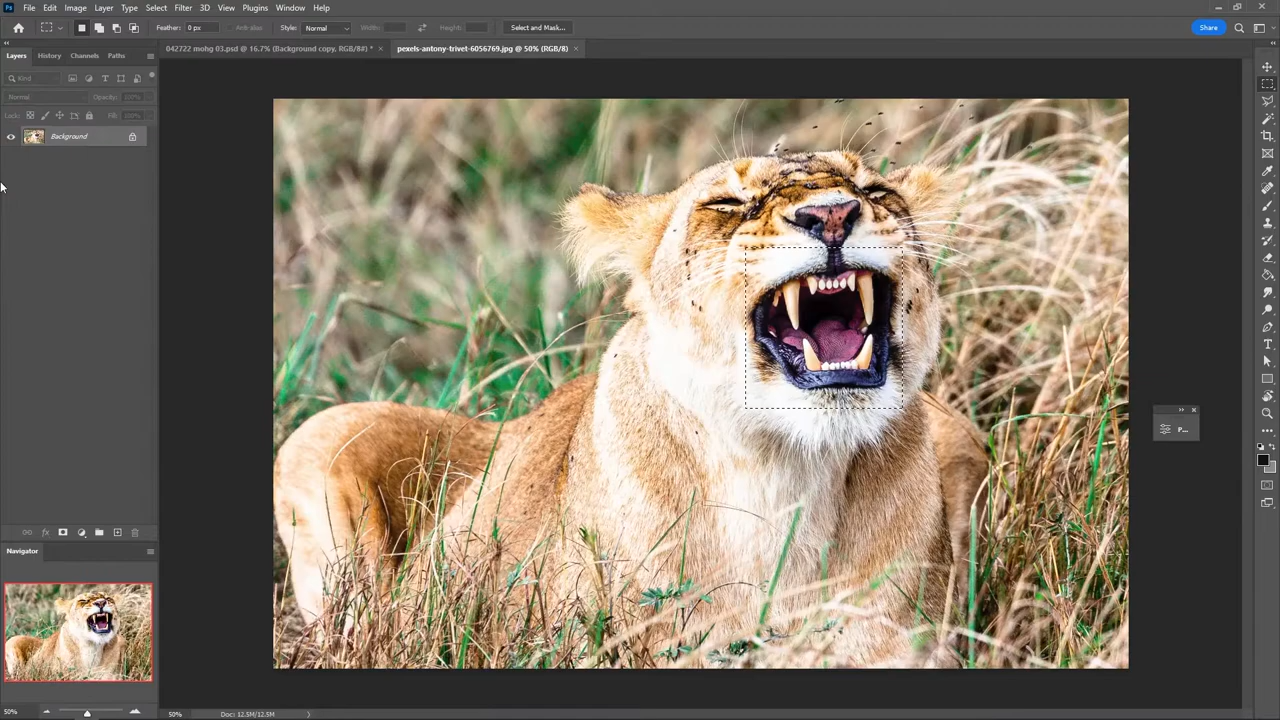 Ps File Edit Image Layer Type Select Filter 3D View Plugins Window Help
Feather: 0 px Anti-alias Style: Normal Width: Height: Select and Mask... Share
042722 mohg 03.psd @ 16.7% (Background copy, RGB/8#) * × pexels-antony-trivet-6056769.jpg @ 50% (RGB/8) ×
Layers History Channels Paths
Kind
Normal Opacity: 100%
Lock: Fill: 100%
Background
P...
Navigator
50%
50% Doc: 12.5M/12.5M